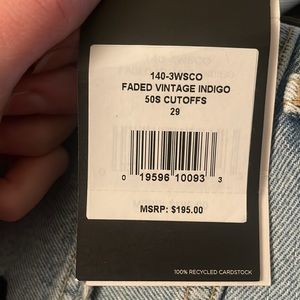 140-3WSCO
FADED VINTAGE INDIGO
50S CUTOFFS
29
0 19596 10093 3
MSRP: $195.00
100% RECYCLED CARDSTOCK